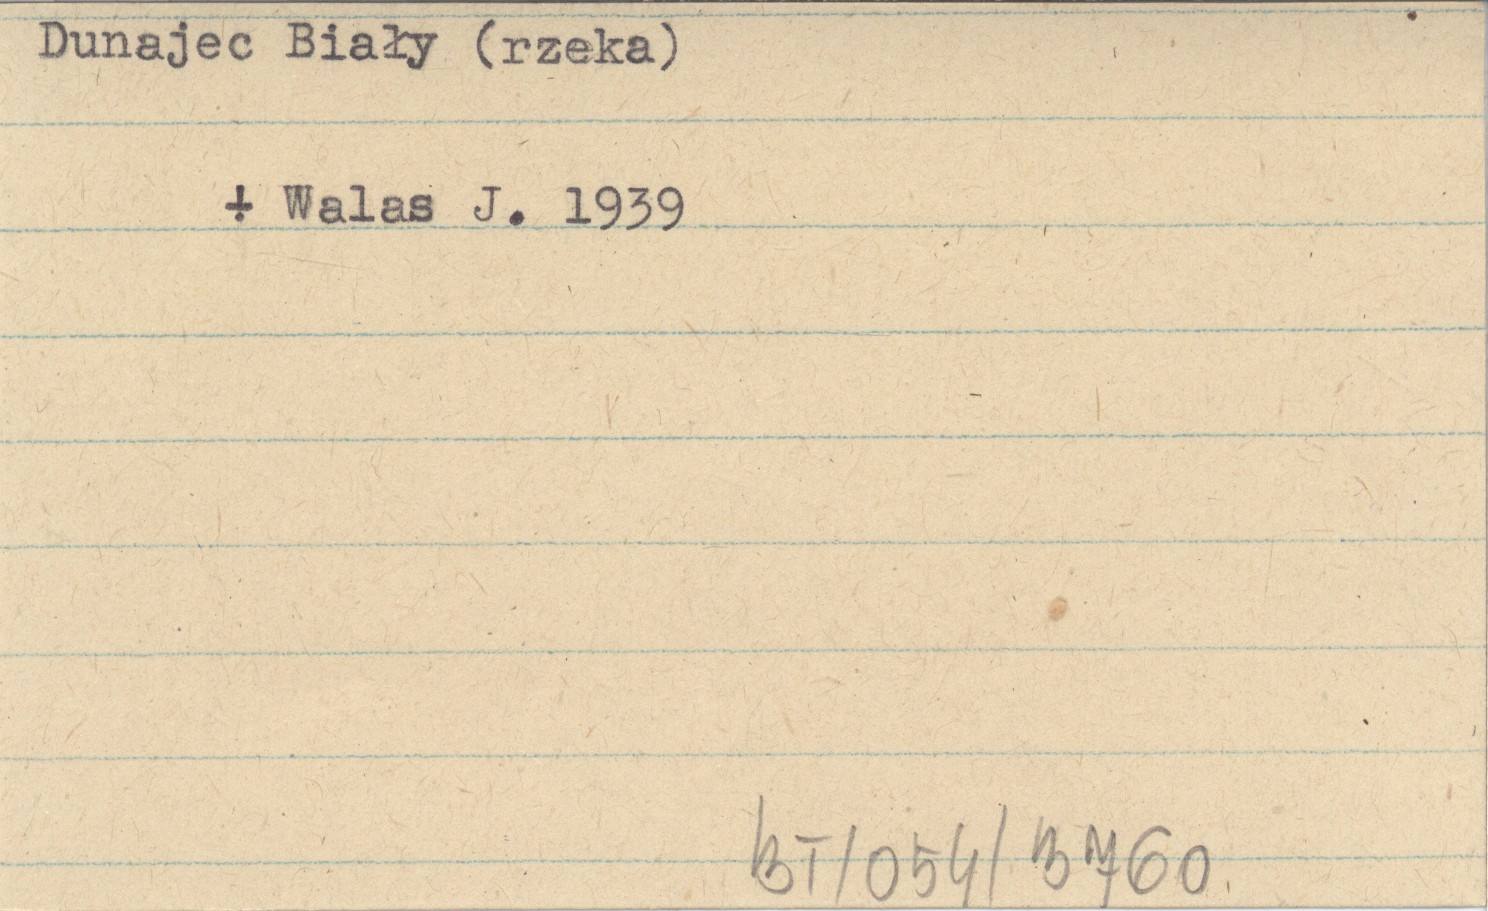 Dunajec Biały (rzeka)
+ Walas J. 1939
BT/054/3760